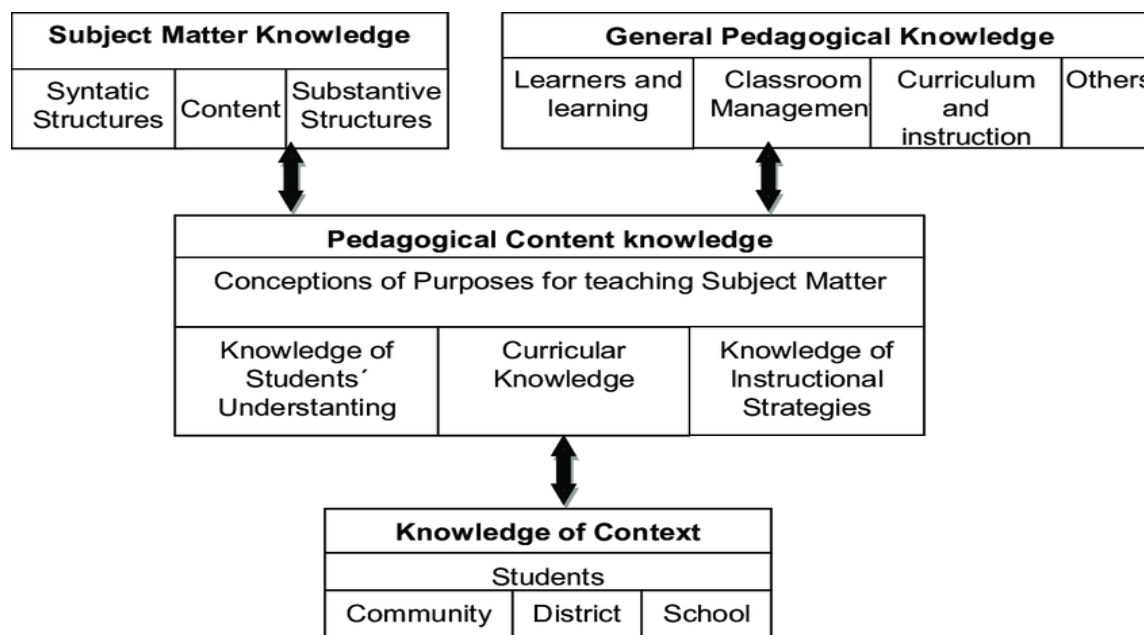 Subject Matter Knowledge
Syntatic
Structures
Content
Substantive
Structures
General Pedagogical Knowledge
Learners and
learning
Classroom
Management
Curriculum
and
instruction
Others
Pedagogical Content knowledge
Conceptions of Purposes for teaching Subject Matter
Knowledge of
Students´
Understanting
Curricular
Knowledge
Knowledge of
Instructional
Strategies
Knowledge of Context
Students
Community
District
School